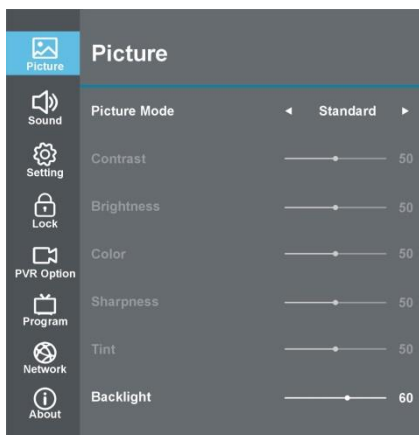 Picture
Picture
Sound
Picture Mode ◄ Standard ►
Setting
Contrast 50
Lock
Brightness 50
PVR Option
Color 50
Program
Sharpness 50
Network
Tint 50
About
Backlight 60